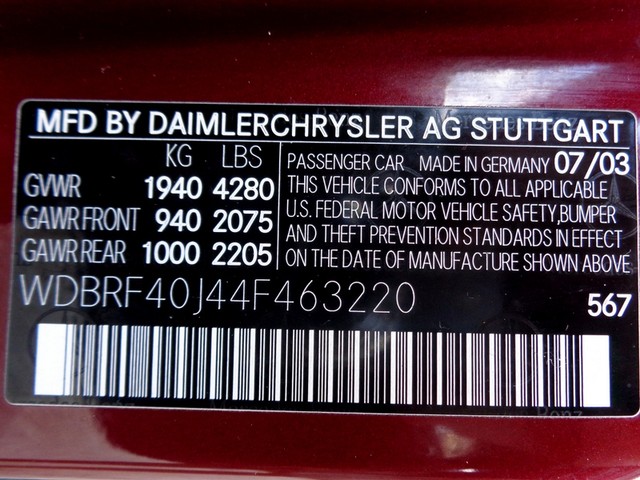 MFD BY DAIMLERCHRYSLER AG STUTTGART
KG LBS
GVWR 1940 4280
GAWR FRONT 940 2075
GAWR REAR 1000 2205
PASSENGER CAR MADE IN GERMANY 07/03
THIS VEHICLE CONFORMS TO ALL APPLICABLE
U.S. FEDERAL MOTOR VEHICLE SAFETY,BUMPER
AND THEFT PREVENTION STANDARDS IN EFFECT
ON THE DATE OF MANUFACTURE SHOWN ABOVE
WDBRF40J44F463220
567